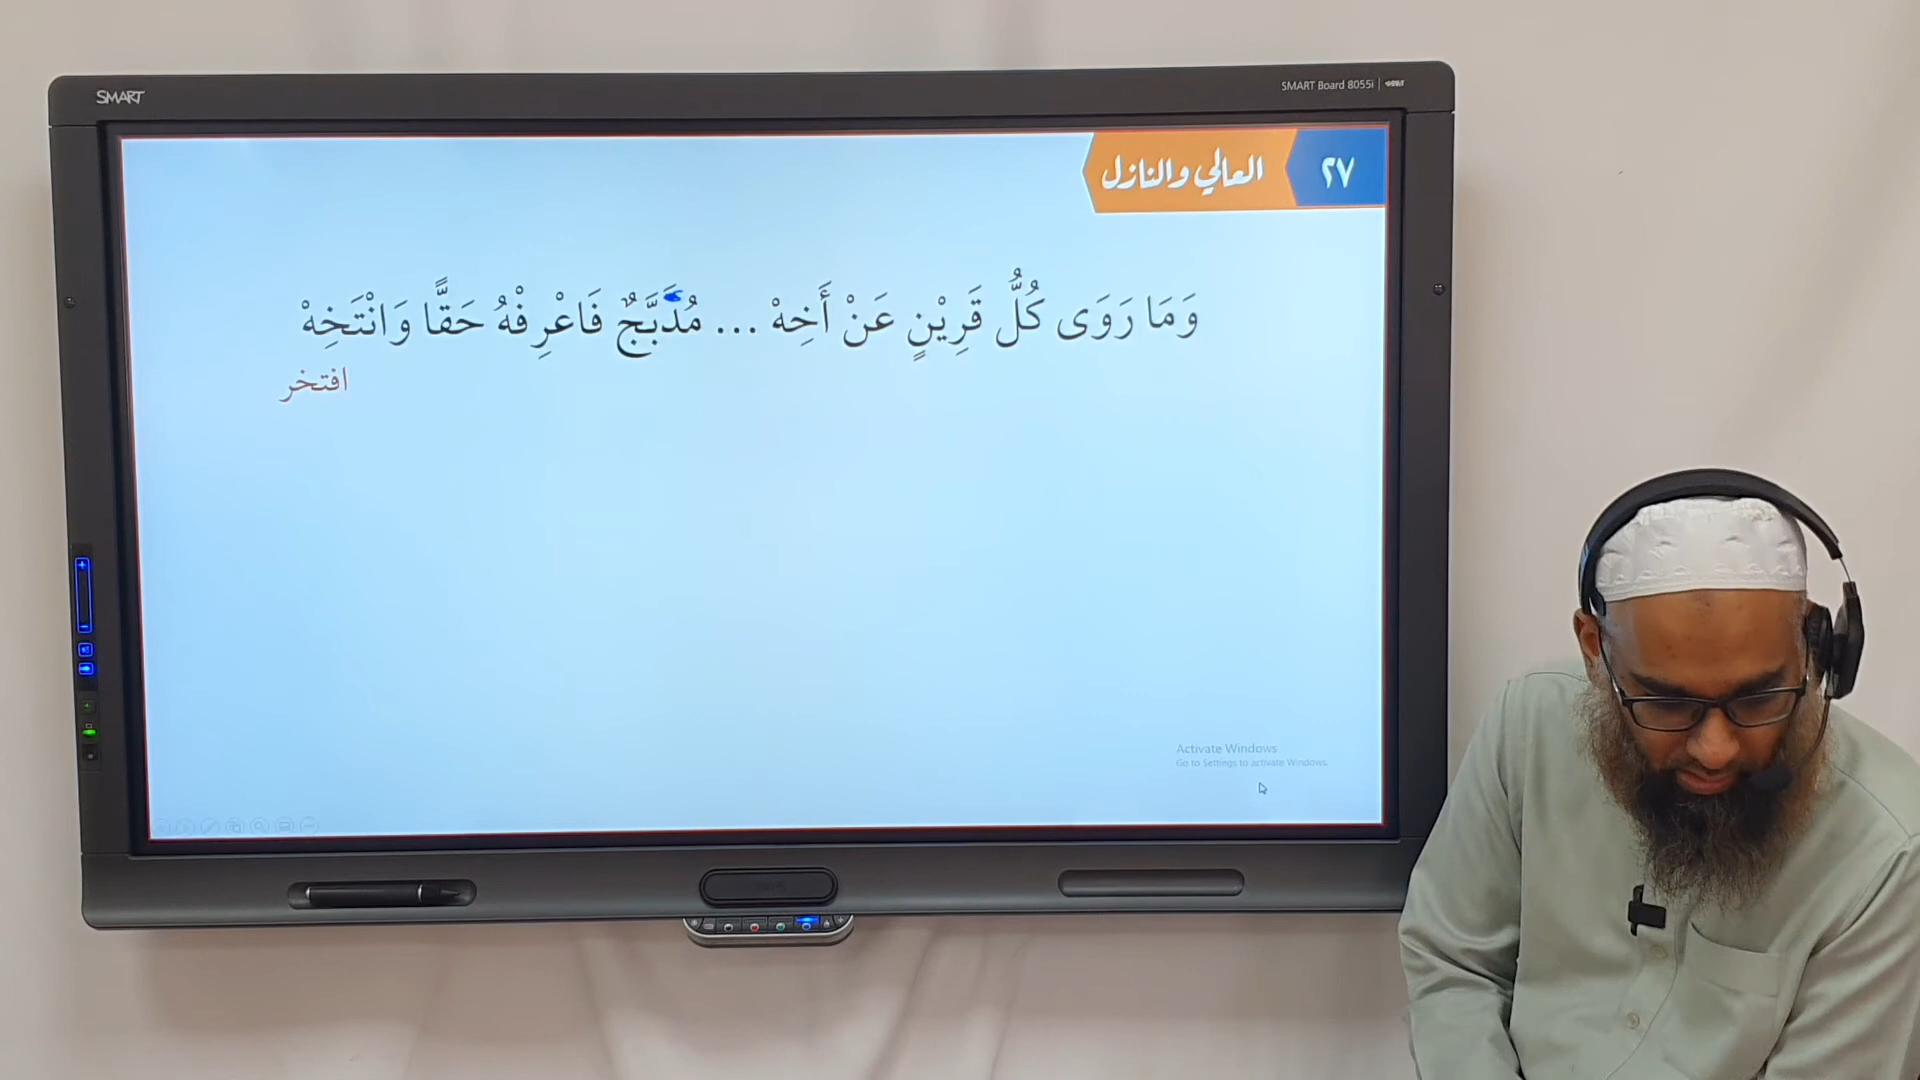 SMART
SMART Board 8055i
٢٧
العالي والنازل
وَمَا رَوَى كُلُّ قَرِيْنٍ عَنْ أَخِهْ ... مُدَبَّجٌ فَاعْرِفْهُ حَقًّا وَانْتَخِهْ
افتخر
Activate Windows
Go to Settings to activate Windows.